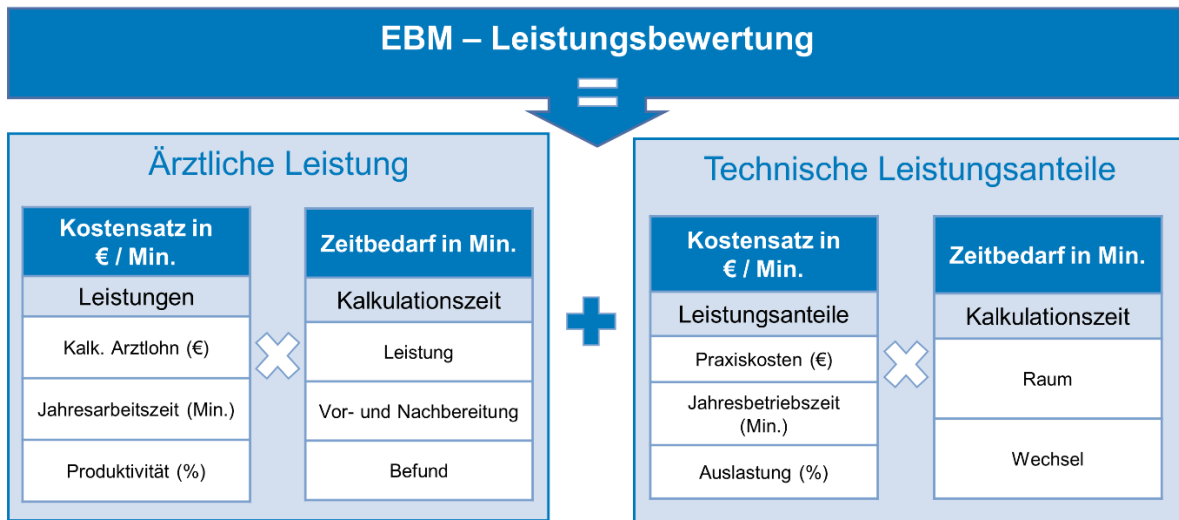 EBM – Leistungsbewertung
=
Ärztliche Leistung
Kostensatz in
€ / Min.
Leistungen
Kalk. Arztlohn (€)
Jahresarbeitszeit (Min.)
Produktivität (%)
Zeitbedarf in Min.
Kalkulationszeit
Leistung
Vor- und Nachbereitung
Befund
Technische Leistungsanteile
Kostensatz in
€ / Min.
Leistungsanteile
Praxiskosten (€)
Jahresbetriebszeit
(Min.)
Auslastung (%)
Zeitbedarf in Min.
Kalkulationszeit
Raum
Wechsel